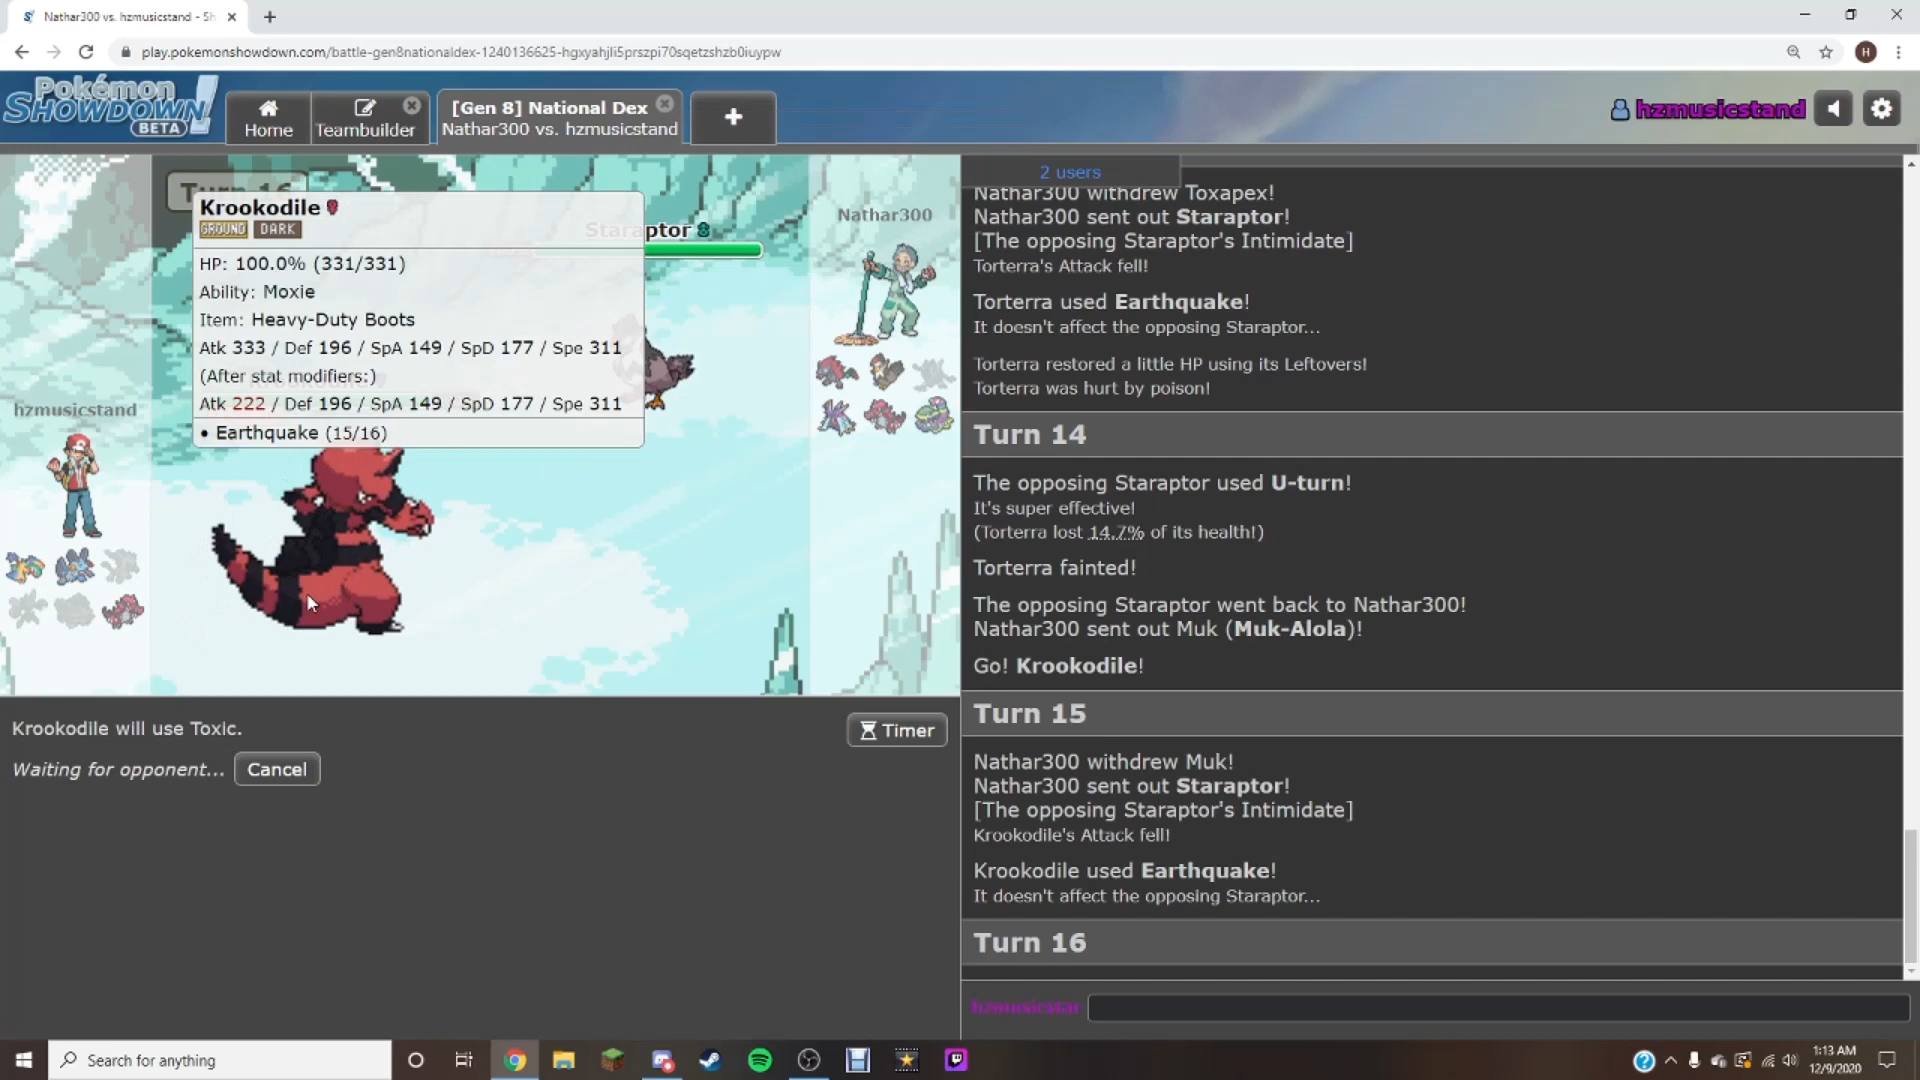 Nathar300 vs. hzmusicstand - Sh
play.pokemonshowdown.com/battle-gen8nationaldex-1240136625-hgxyahjli5prszpi70sqetzshzb0iuypw
H
Pokémon
SHOWDOWN!
BETA
Home
Teambuilder
[Gen 8] National Dex
Nathar300 vs. hzmusicstand
hzmusicstand
Turn 16
Krookodile
GROUND DARK
HP: 100.0% (331/331)
Ability: Moxie
Item: Heavy-Duty Boots
Atk 333 / Def 196 / SpA 149 / SpD 177 / Spe 311
(After stat modifiers:)
Atk 222 / Def 196 / SpA 149 / SpD 177 / Spe 311
• Earthquake (15/16)
Staraptor
Nathar300
hzmusicstand
Krookodile will use Toxic.
Waiting for opponent... Cancel
Timer
2 users
Nathar300 withdrew Toxapex!
Nathar300 sent out Staraptor!
[The opposing Staraptor's Intimidate]
Torterra's Attack fell!
Torterra used Earthquake!
It doesn't affect the opposing Staraptor...
Torterra restored a little HP using its Leftovers!
Torterra was hurt by poison!
Turn 14
The opposing Staraptor used U-turn!
It's super effective!
(Torterra lost 14.7% of its health!)
Torterra fainted!
The opposing Staraptor went back to Nathar300!
Nathar300 sent out Muk (Muk-Alola)!
Go! Krookodile!
Turn 15
Nathar300 withdrew Muk!
Nathar300 sent out Staraptor!
[The opposing Staraptor's Intimidate]
Krookodile's Attack fell!
Krookodile used Earthquake!
It doesn't affect the opposing Staraptor...
Turn 16
hzmusicstar
Search for anything
1:13 AM
12/9/2020